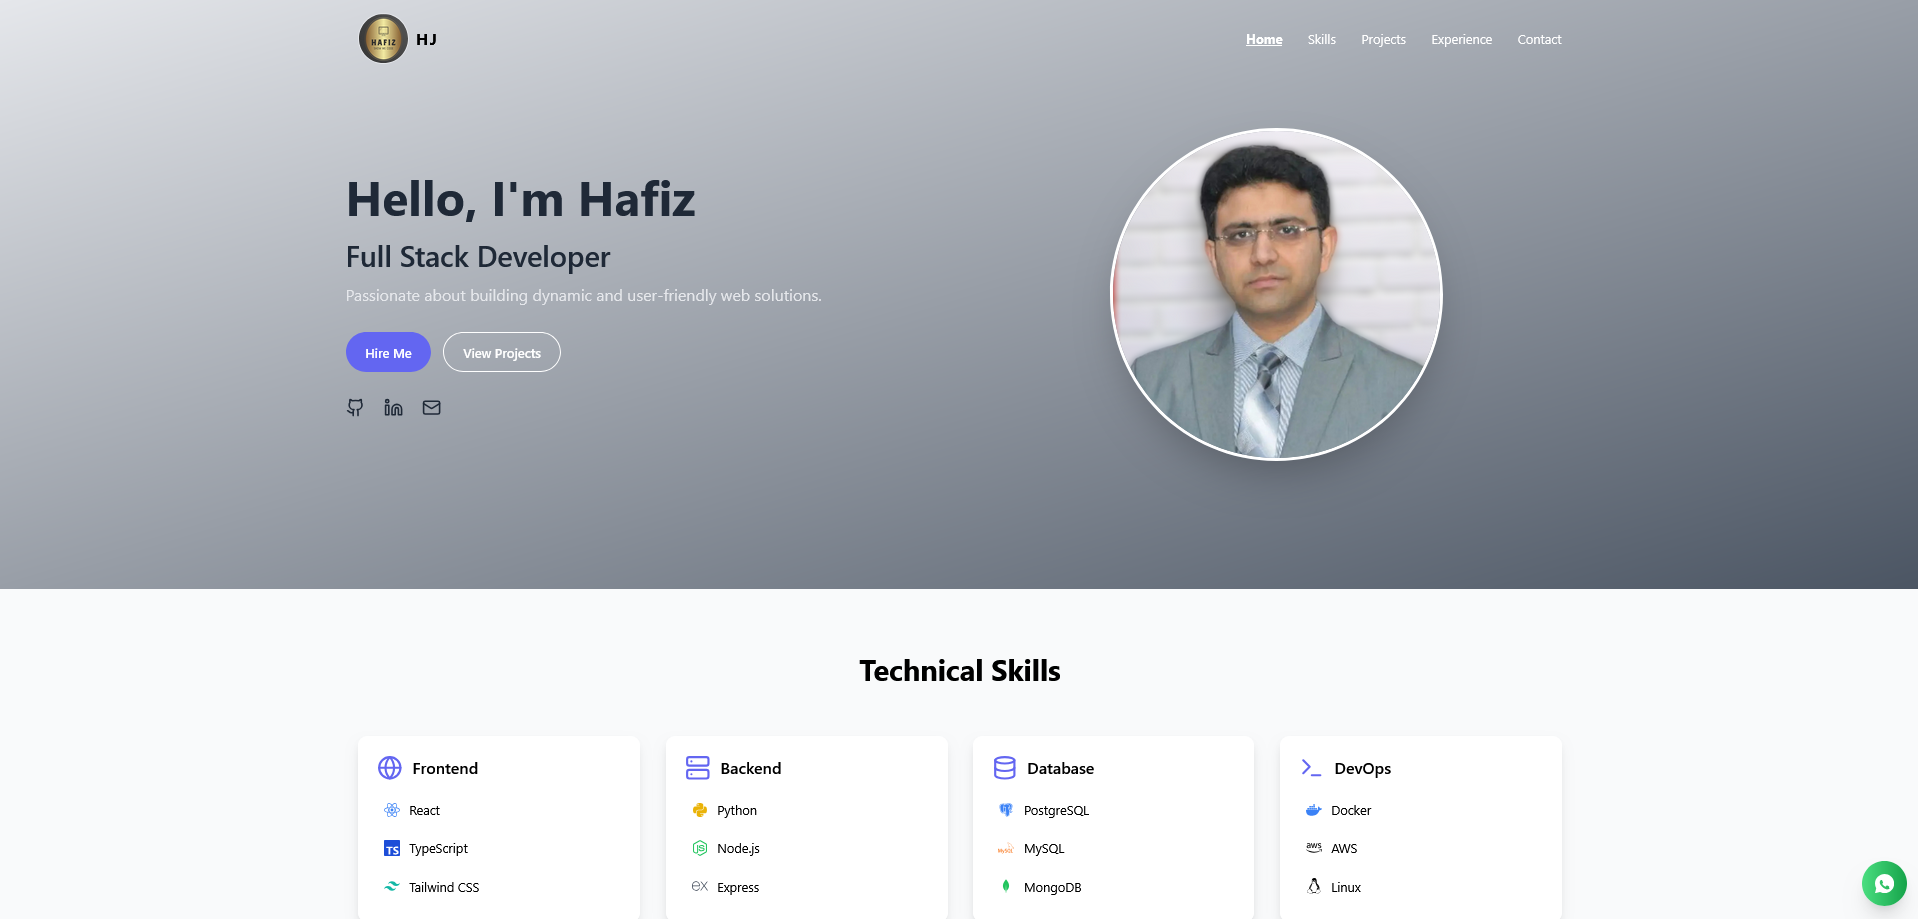 HAFIZ
HJ
Home Skills Projects Experience Contact
Hello, I'm Hafiz
Full Stack Developer
Passionate about building dynamic and user-friendly web solutions.
Hire Me View Projects
Technical Skills
Frontend
React
TS TypeScript
Tailwind CSS
Backend
Python
JS Node.js
ex Express
Database
PostgreSQL
MySQL MySQL
MongoDB
DevOps
Docker
aws AWS
Linux